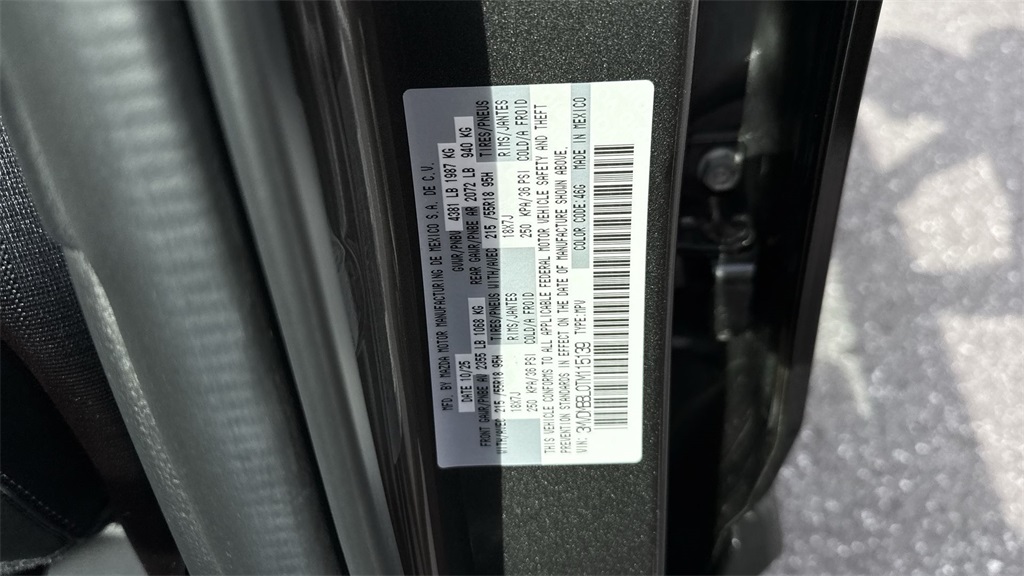 MFD. BY MAZDA MOTOR MANUFACTURING DE MEXICO S.A. DE C.V.
DATE 10/25 GVWR/PNBV 4381 LB 1987 KG
FRONT GAWR/PNBE AV 2355 LB 1068 KG REAR GAWR/PNBE AR 2072 LB 940 KG
WITH/AVEC 215 /55R18 95H TIRES/PNEUS WITH/AVEC 215 /55R18 95H TIRES/PNEUS
18X7J RIMS/JANTES 18X7J RIMS/JANTES
250 KPA/36 PSI COLD/A FROID 250 KPA/36 PSI COLD/A FROID
THIS VEHICLE CONFORMS TO ALL APPLICABLE FEDERAL MOTOR VEHICLE SAFETY AND THEFT
PREVENTION STANDARDS IN EFFECT ON THE DATE OF MANUFACTURE SHOWN ABOVE.
VIN: TYPE:MPV COLOR CODE:46G MADE IN MEXICO